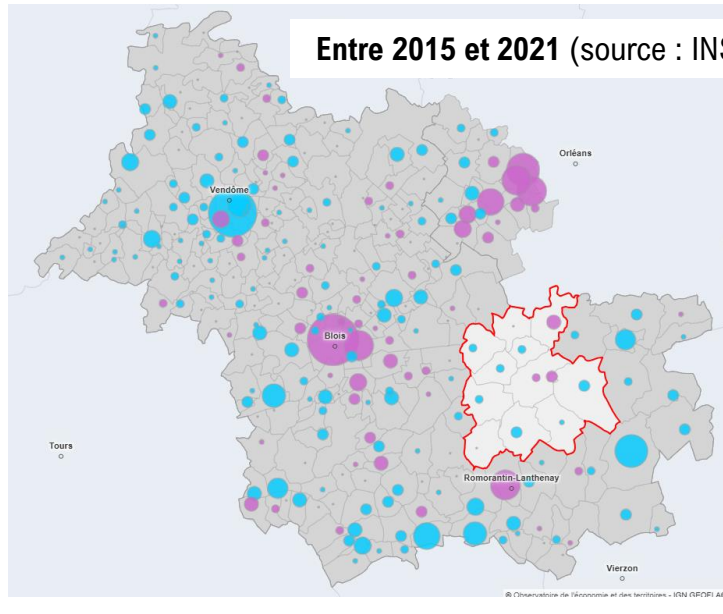 Entre 2015 et 2021 (source : INS
Orléans
Vendôme
Blois
Tours
Romorantin-Lanthenay
Vierzon
© Observatoire de l'économie et des territoires - IGN GEOFLA